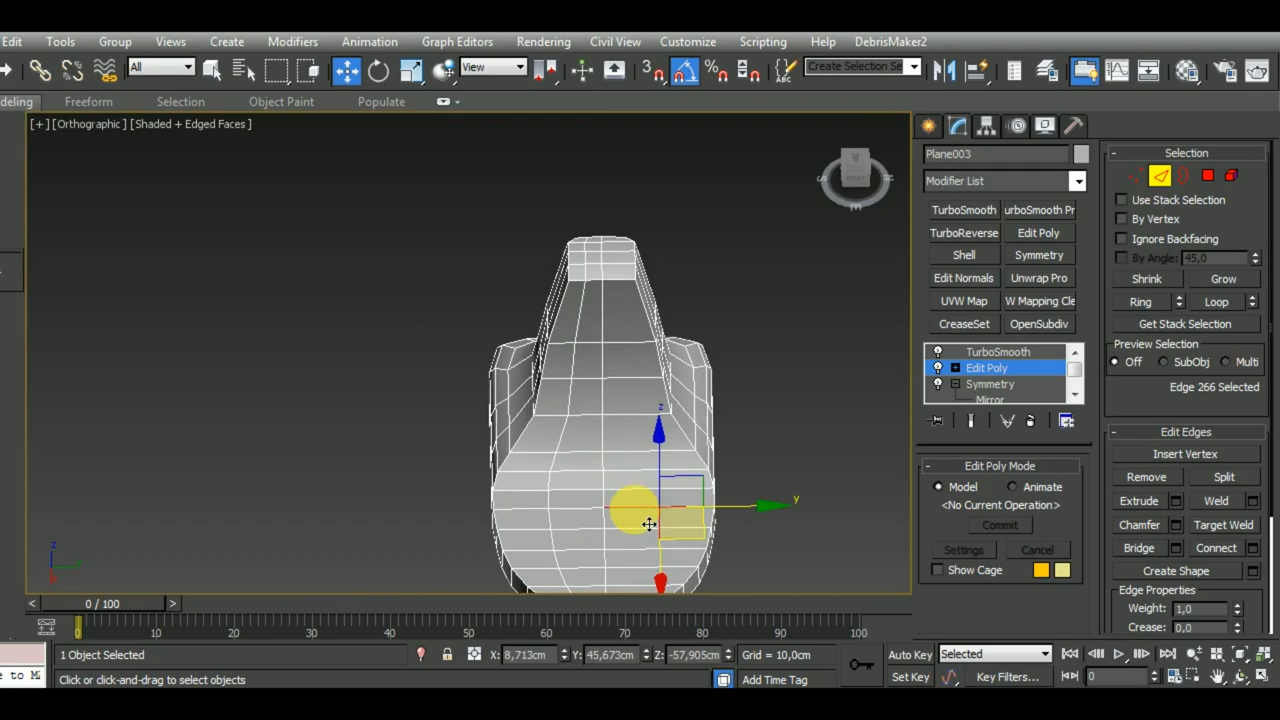 Edit Tools Group Views Create Modifiers Animation Graph Editors Rendering Civil View Customize Scripting Help DebrisMaker2
All View 3 Create Selection Se
deling Freeform Selection Object Paint Populate
[+] [Orthographic] [Shaded + Edged Faces]
RIGHT
Plane003
Modifier List
TurboSmooth urboSmooth Pr
TurboReverse Edit Poly
Shell Symmetry
Edit Normals Unwrap Pro
UVW Map W Mapping Cle
CreaseSet OpenSubdiv
TurboSmooth
Edit Poly
Symmetry
Mirror
Edit Poly Mode
Model Animate
<No Current Operation>
Commit
Settings Cancel
Show Cage
Selection
Use Stack Selection
By Vertex
Ignore Backfacing
By Angle: 45,0
Shrink Grow
Ring Loop
Get Stack Selection
Preview Selection
Off SubObj Multi
Edge 266 Selected
Edit Edges
Insert Vertex
Remove Split
Extrude Weld
Chamfer Target Weld
Bridge Connect
Create Shape
Edge Properties
Weight: 1,0
Crease: 0,0
z
y
z
< 0 / 100 >
0 10 20 30 40 50 60 70 80 90 100
1 Object Selected X: 8,713cm Y: 45,673cm Z: -57,905cm Grid = 10,0cm Auto Key Selected
e to M Click or click-and-drag to select objects Add Time Tag Set Key Key Filters... 0